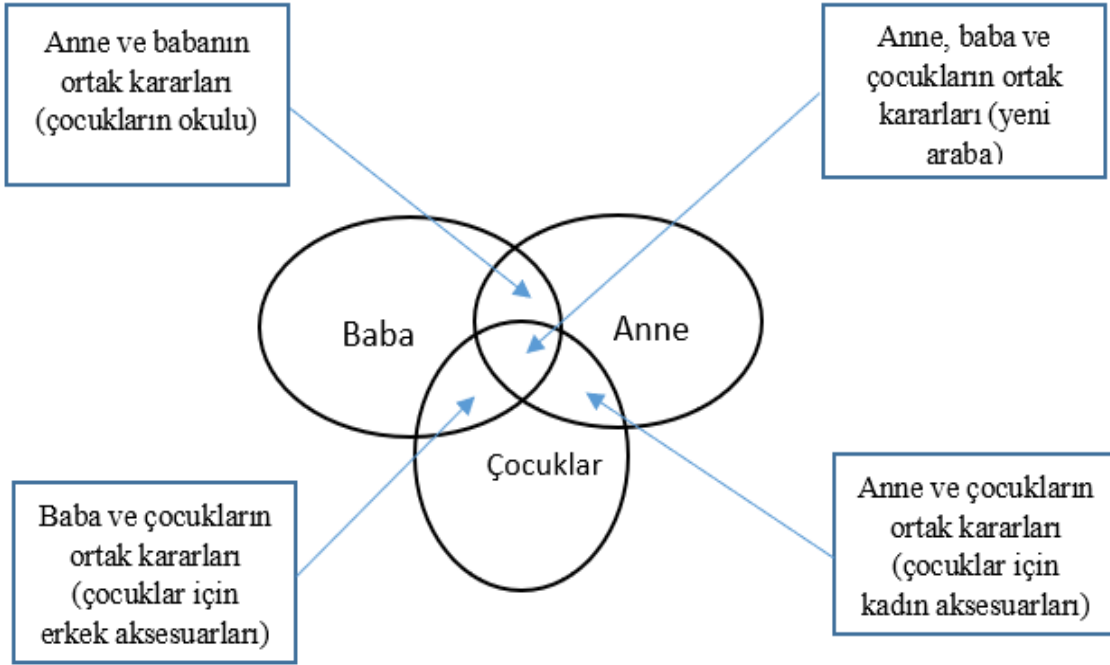 Anne ve babanın
ortak kararları
(çocukların okulu)
Anne, baba ve
çocukların ortak
kararları (yeni
araba)
Baba
Anne
Çocuklar
Baba ve çocukların
ortak kararları
(çocuklar için
erkek aksesuarları)
Anne ve çocukların
ortak kararları
(çocuklar için
kadın aksesuarları)